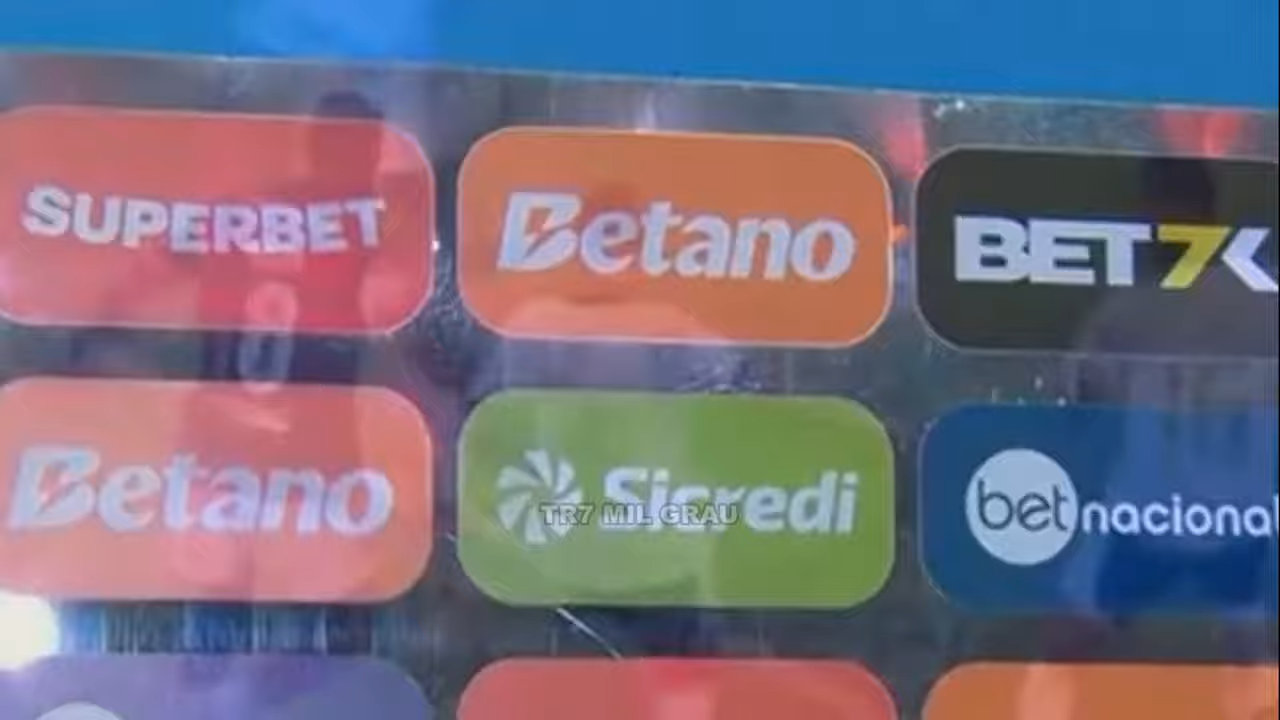 SUPERBET
Betano
BET7K
Betano
Sicredi
TR7 MIL GRAU
betnacional